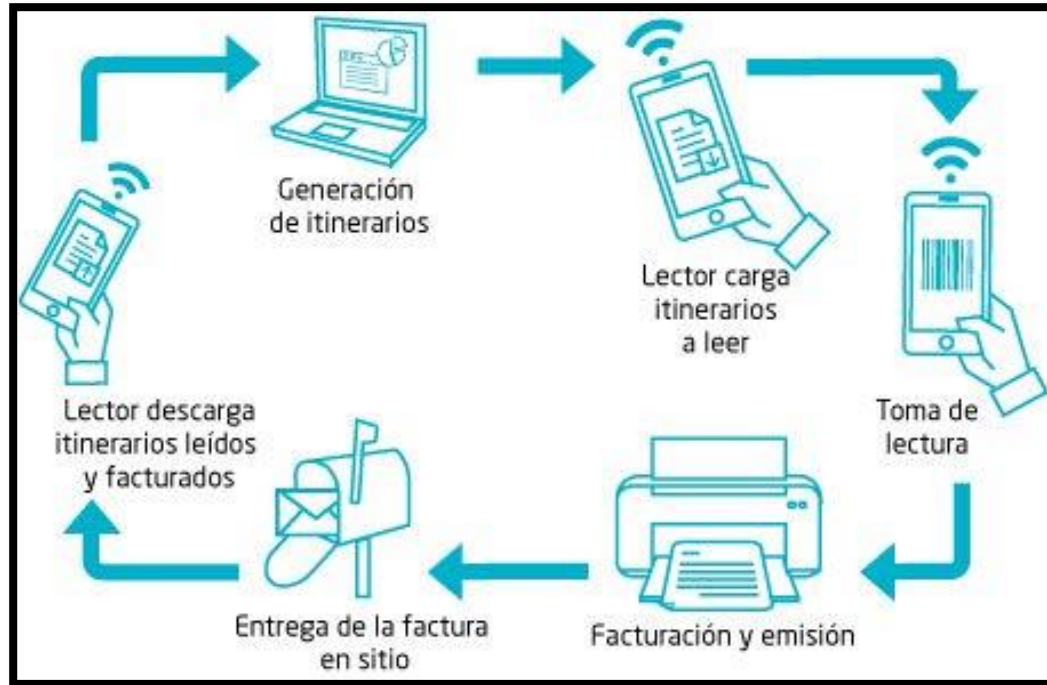 Generación
de itinerarios
Lector carga
itinerarios
a leer
Toma de
lectura
Facturación y emisión
Entrega de la factura
en sitio
Lector descarga
itinerarios leídos
y facturados